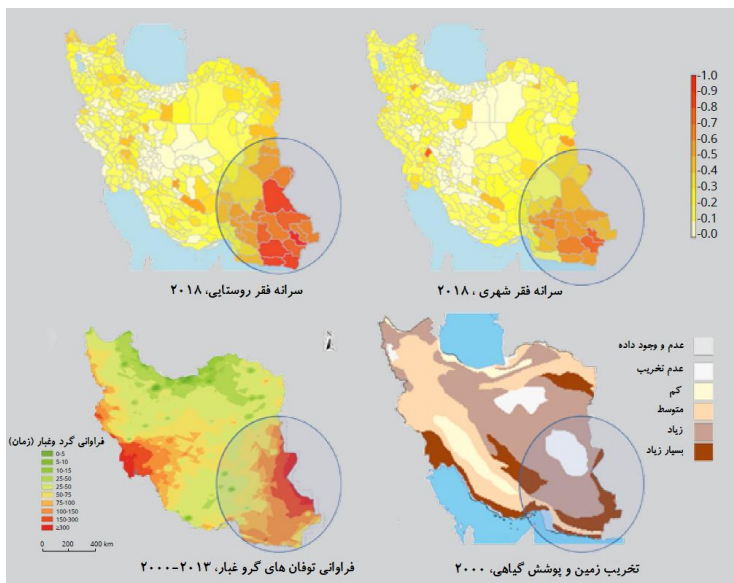 -1.0
-0.9
-0.8
-0.7
-0.6
-0.5
-0.4
-0.3
-0.2
-0.1
-0.0
سرانه فقر روستایی، ۲۰۱۸
سرانه فقر شهری ، ۲۰۱۸
فراوانی گرد وغبار (زمان)
0-5
5-10
10-15
25-50
25-50
50-75
75-100
100-150
150-300
≥300
0 200 400 km
N
فراوانی توفان های گرو غبار، ۲۰۱۳-۲۰۰۰
عدم و وجود داده
عدم تخریب
کم
متوسط
زیاد
بسیار زیاد
تخریب زمین و پوشش گیاهی، ۲۰۰۰